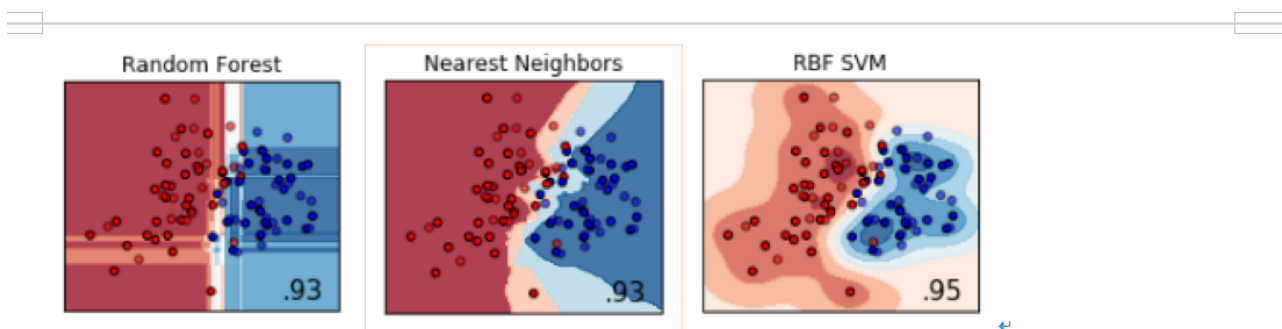 Random Forest
Nearest Neighbors
RBF SVM
.93
.93
.95